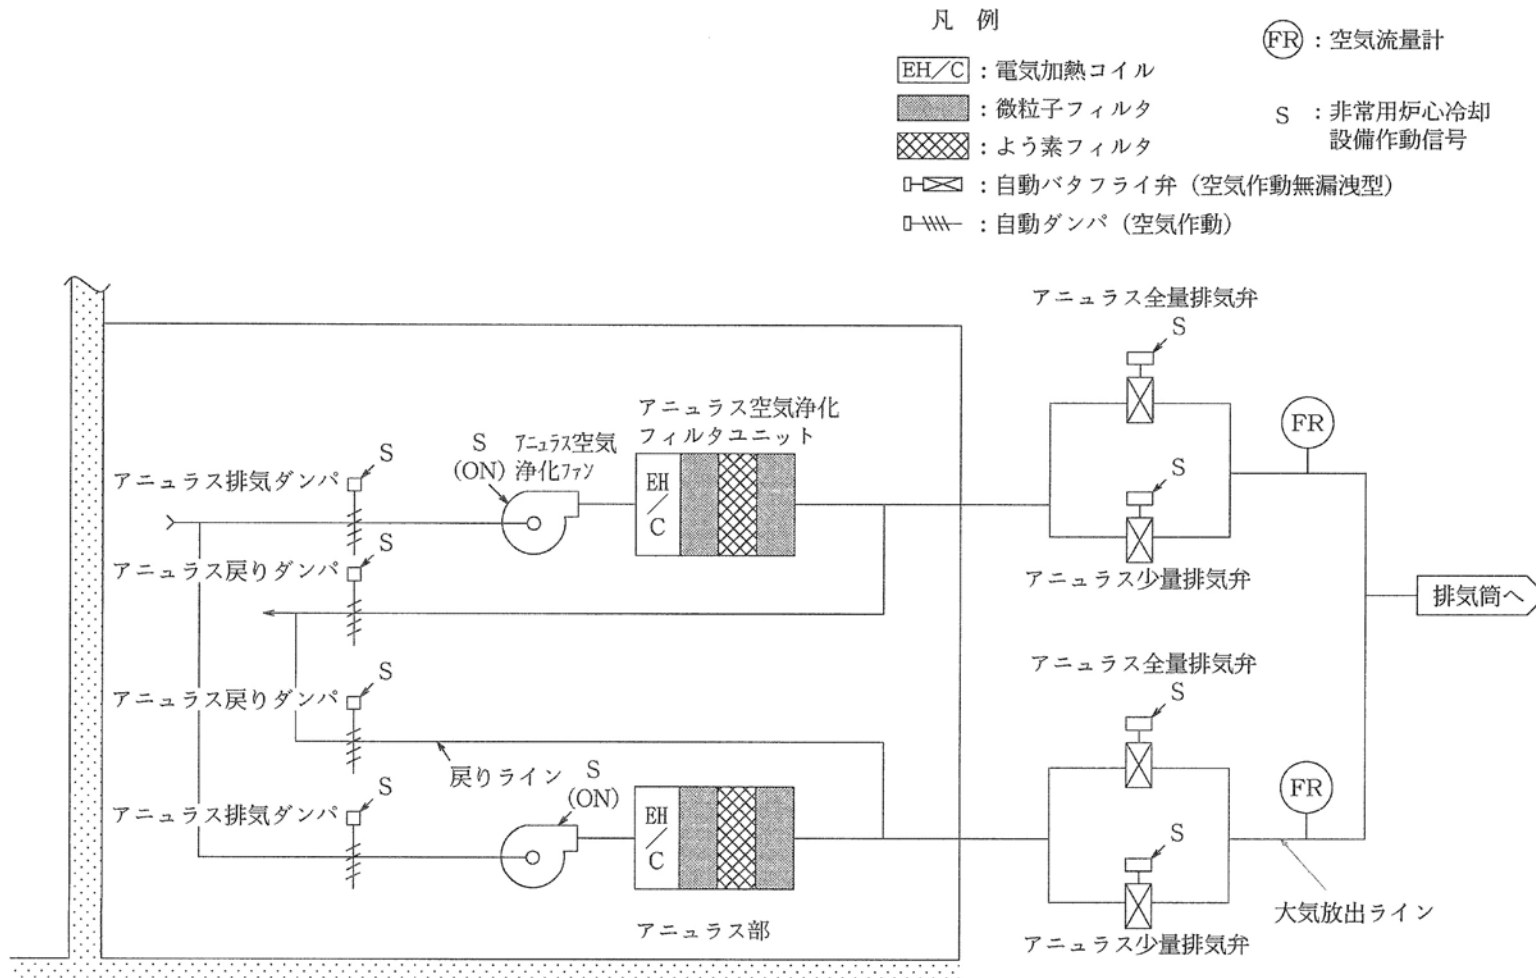 凡 例
EH/C : 電気加熱コイル
: 微粒子フィルタ
: よう素フィルタ
: 自動バタフライ弁 (空気作動無漏洩型)
: 自動ダンパ (空気作動)
FR : 空気流量計
S : 非常用炉心冷却
設備作動信号
アニュラス全量排気弁
S
FR
S
アニュラス少量排気弁
アニュラス空気浄化
フィルタユニット
S
(ON)
アニュラス空気
浄化ファン
EH
/
C
アニュラス排気ダンパ
S
アニュラス戻りダンパ
S
排気筒へ
アニュラス戻りダンパ
S
戻りライン
アニュラス排気ダンパ
S
S
(ON)
EH
/
C
アニュラス部
アニュラス全量排気弁
S
FR
S
アニュラス少量排気弁
大気放出ライン